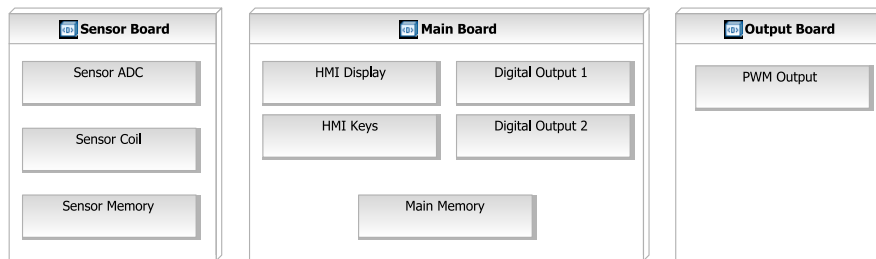 Sensor Board
Sensor ADC
Sensor Coil
Sensor Memory
Main Board
HMI Display
Digital Output 1
HMI Keys
Digital Output 2
Main Memory
Output Board
PWM Output